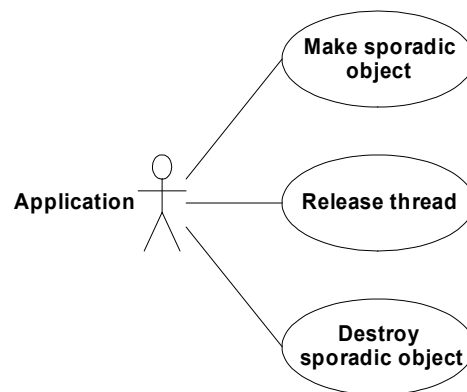 Make sporadic
object
Application
Release thread
Destroy
sporadic object